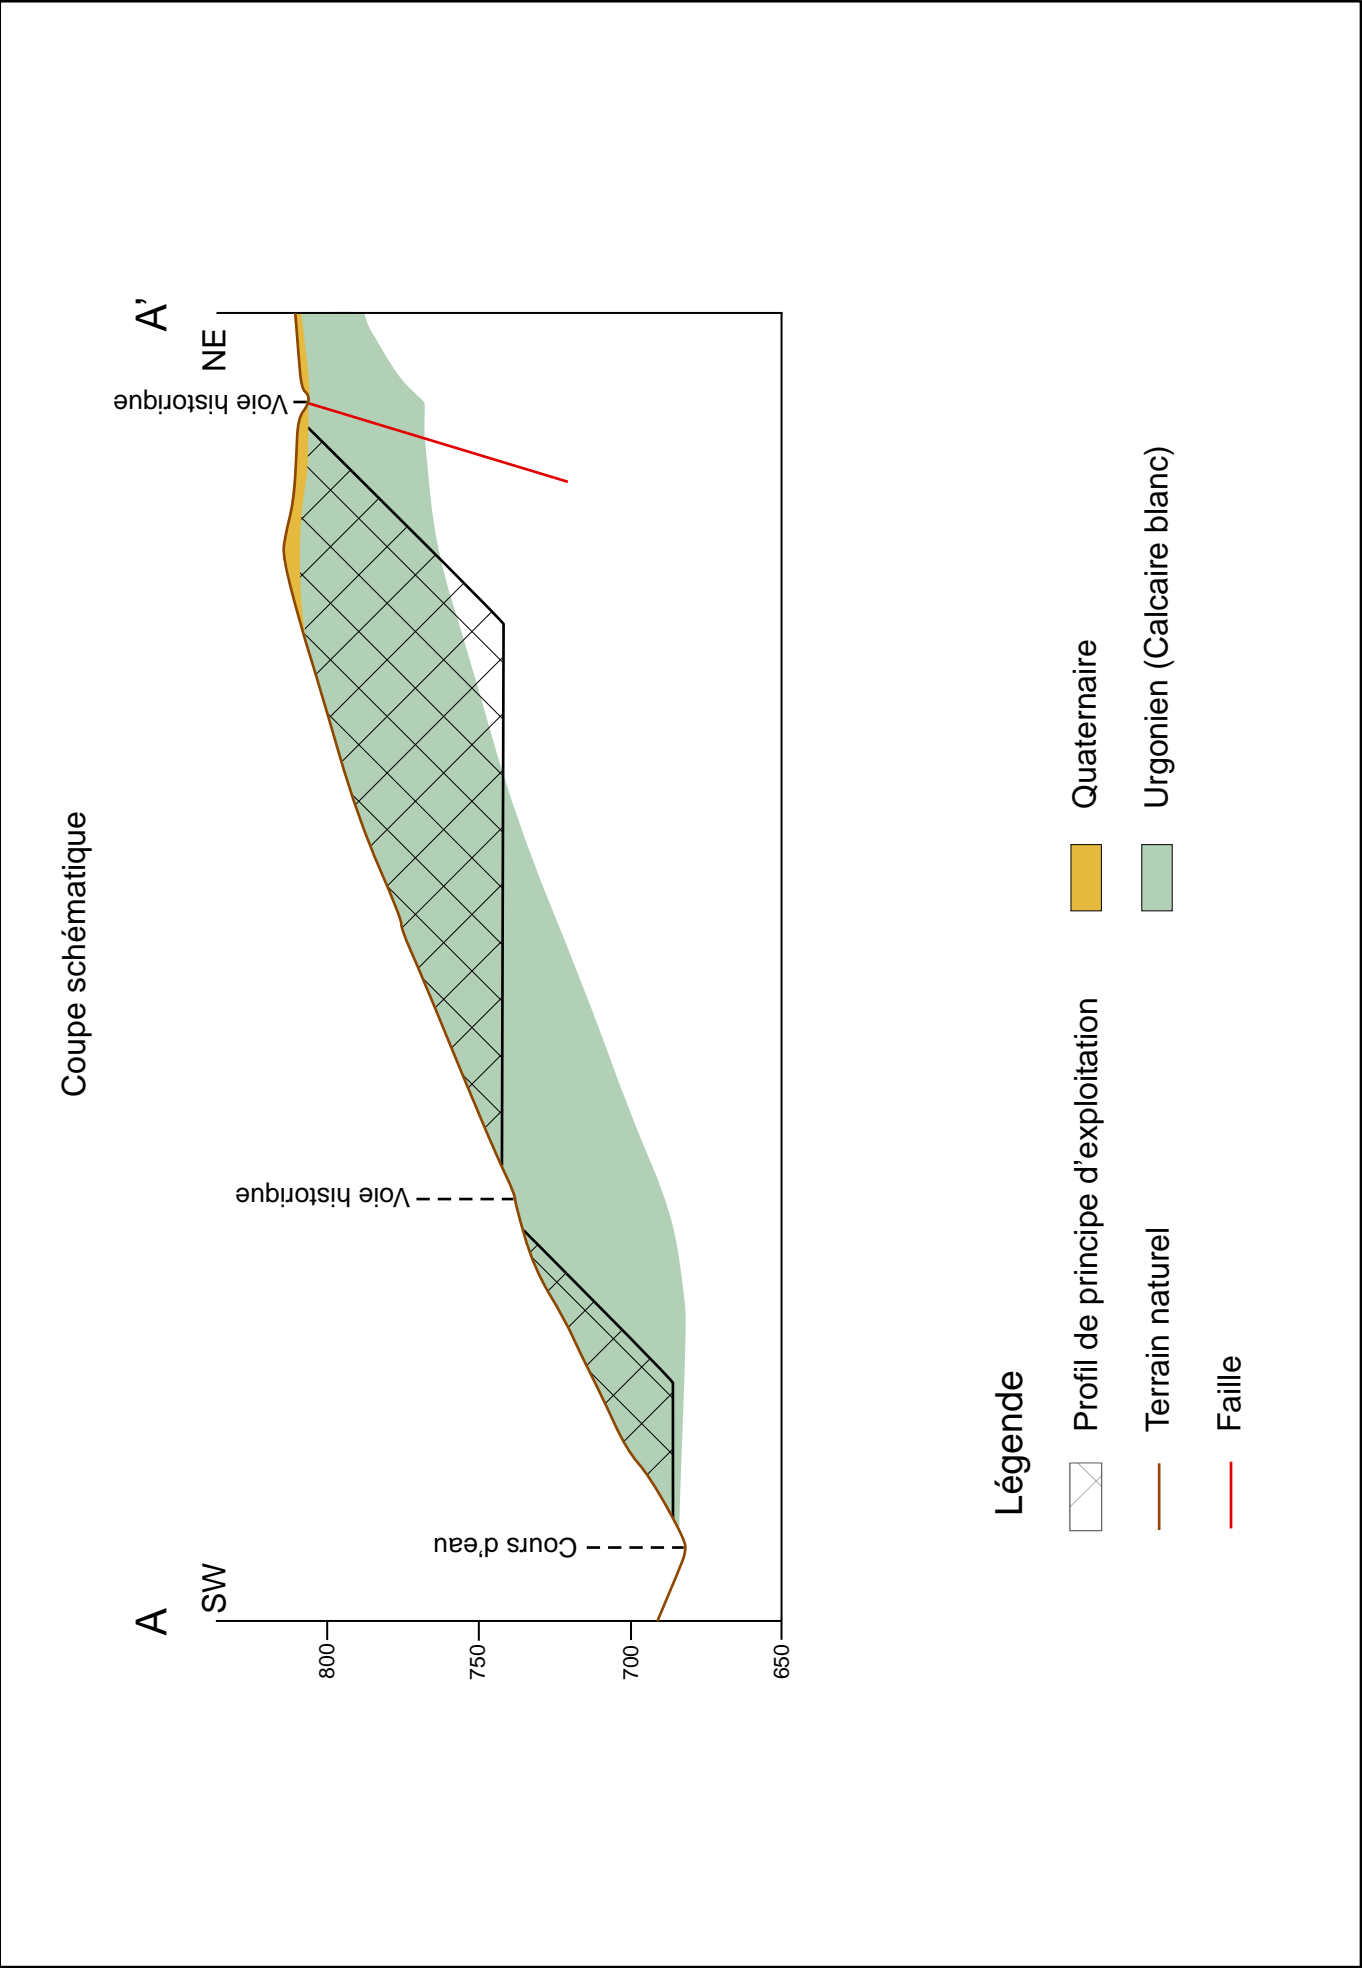 Coupe schématique
A
A’
SW
NE
Voie historique
Voie historique
Cours d'eau
800
750
700
650
Légende
Profil de principe d'exploitation
Terrain naturel
Faille
Quaternaire
Urgonien (Calcaire blanc)